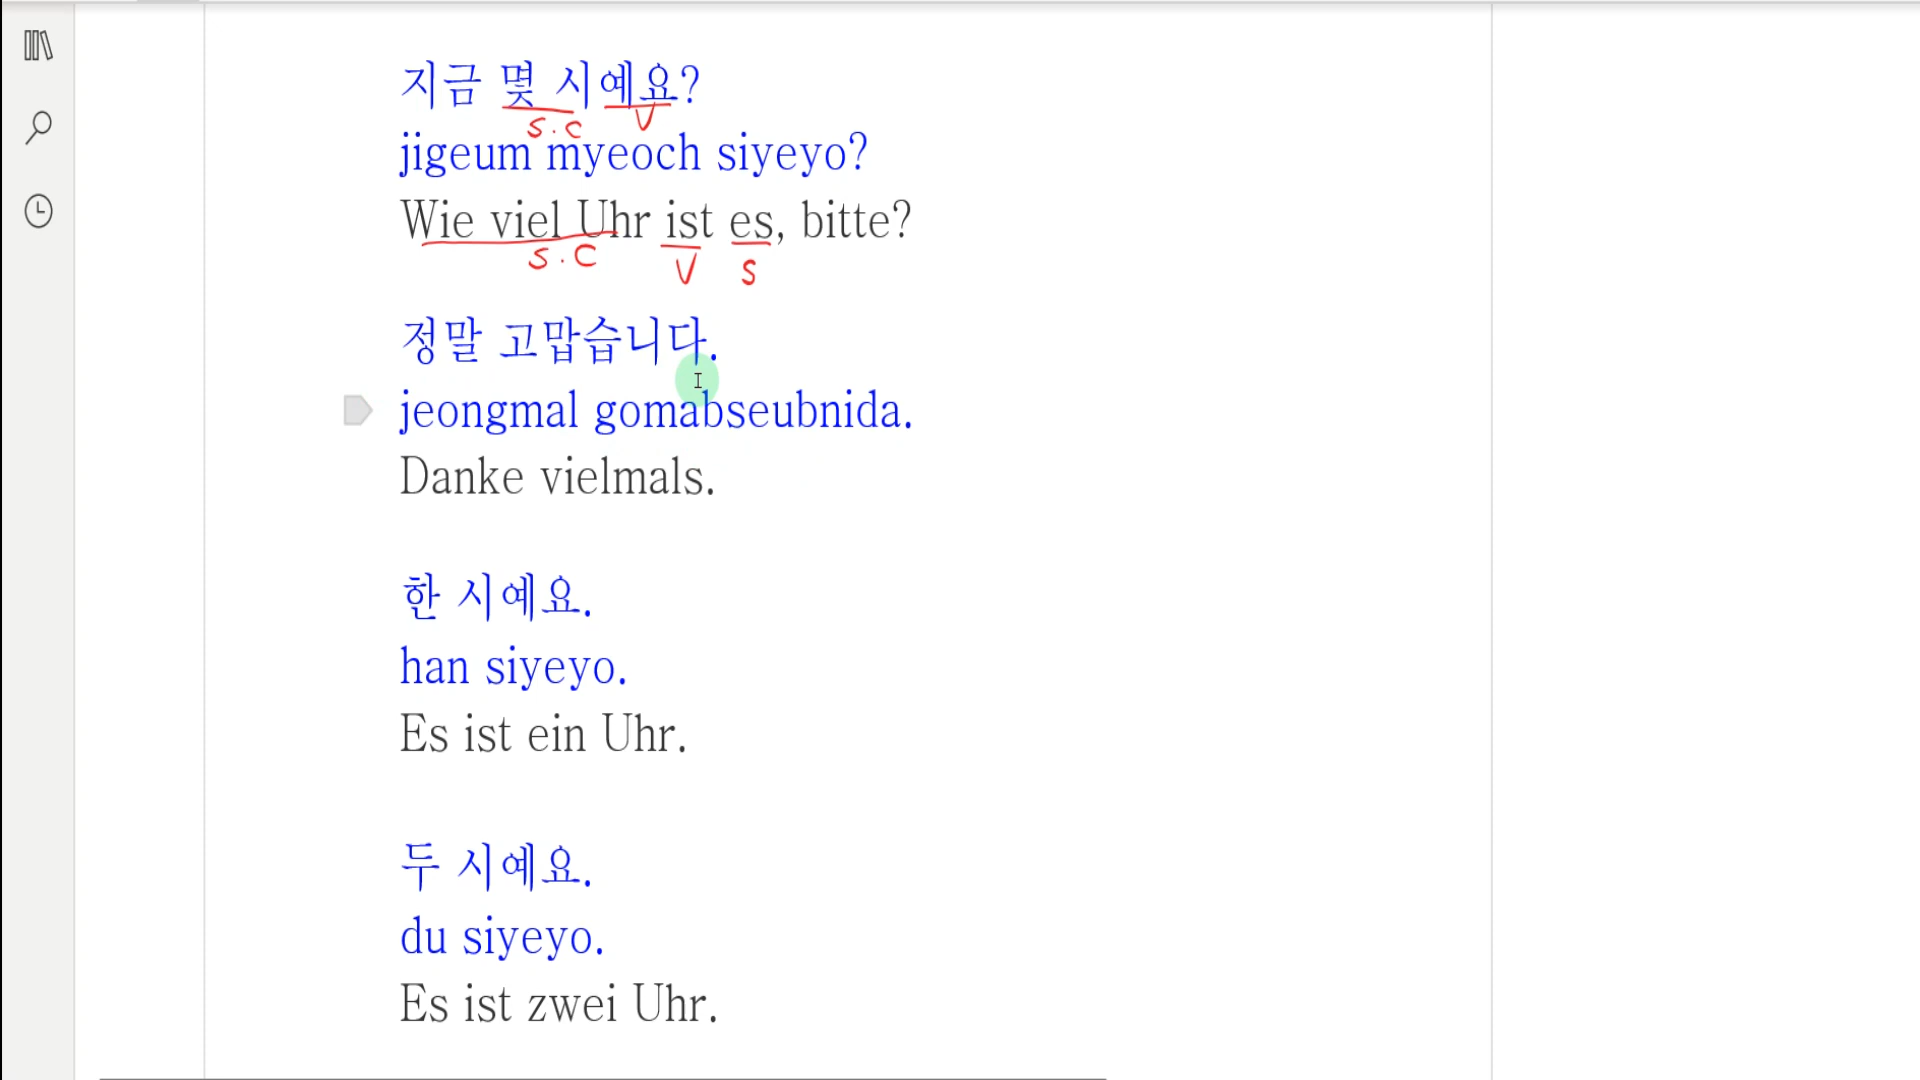 지금 몇 시예요?
s.c v
jigeum myeoch siyeyo?
Wie viel Uhr ist es, bitte?
s.c v s
정말 고맙습니다.
jeongmal gomabseubnida.
Danke vielmals.
한 시예요.
han siyeyo.
Es ist ein Uhr.
두 시예요.
du siyeyo.
Es ist zwei Uhr.